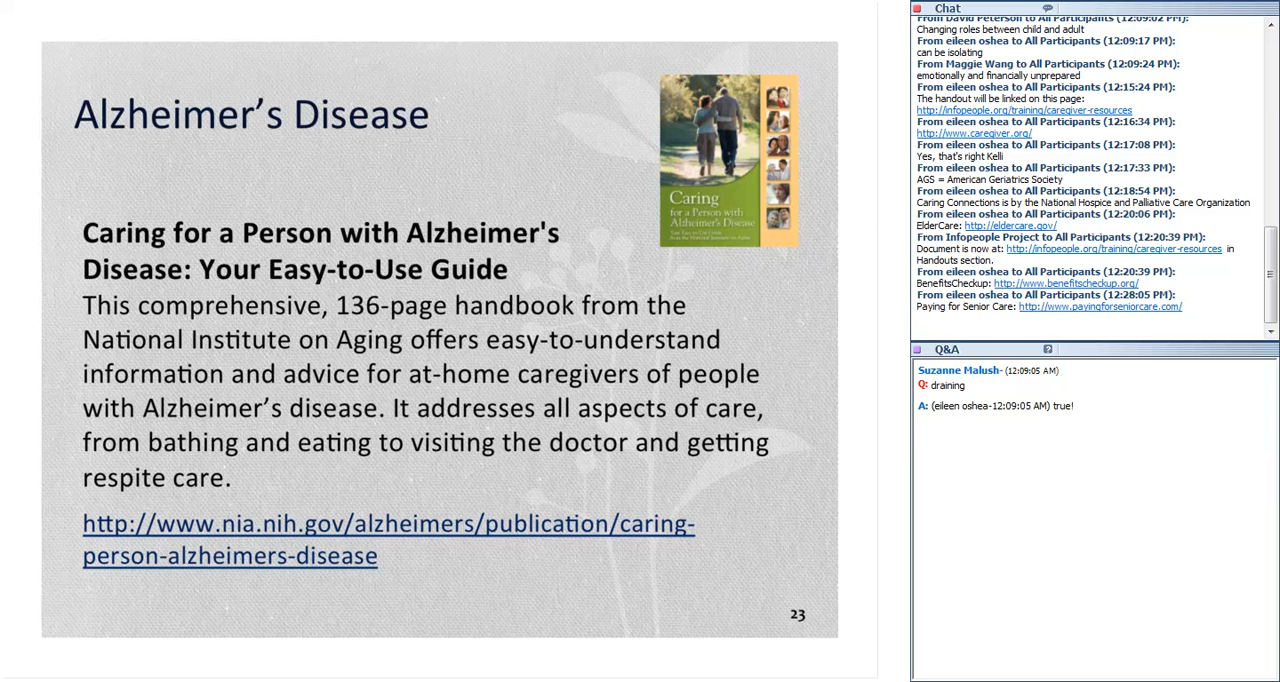 Alzheimer's Disease
Caring
for a Person with
Alzheimer's Disease
Caring for a Person with Alzheimer's
Disease: Your Easy-to-Use Guide
This comprehensive, 136-page handbook from the
National Institute on Aging offers easy-to-understand
information and advice for at-home caregivers of people
with Alzheimer’s disease. It addresses all aspects of care,
from bathing and eating to visiting the doctor and getting
respite care.
http://www.nia.nih.gov/alzheimers/publication/caring-
person-alzheimers-disease
23
Chat
From David Peterson to All Participants (12:09:02 PM):
Changing roles between child and adult
From eileen oshea to All Participants (12:09:17 PM):
can be isolating
From Maggie Wang to All Participants (12:09:24 PM):
emotionally and financially unprepared
From eileen oshea to All Participants (12:15:24 PM):
The handout will be linked on this page:
http://infopeople.org/training/caregiver-resources
From eileen oshea to All Participants (12:16:34 PM):
http://www.caregiver.org/
From eileen oshea to All Participants (12:17:08 PM):
Yes, that's right Kelli
From eileen oshea to All Participants (12:17:33 PM):
AGS = American Geriatrics Society
From eileen oshea to All Participants (12:18:54 PM):
Caring Connections is by the National Hospice and Palliative Care Organization
From eileen oshea to All Participants (12:20:06 PM):
ElderCare: http://eldercare.gov/
From Infopeople Project to All Participants (12:20:39 PM):
Document is now at: http://infopeople.org/training/caregiver-resources in
Handouts section.
From eileen oshea to All Participants (12:20:39 PM):
BenefitsCheckup: http://www.benefitscheckup.org/
From eileen oshea to All Participants (12:28:05 PM):
Paying for Senior Care: http://www.payingforseniorcare.com/
Q&A
Suzanne Malush- (12:09:05 AM)
Q: draining
A: (eileen oshea-12:09:05 AM) true!